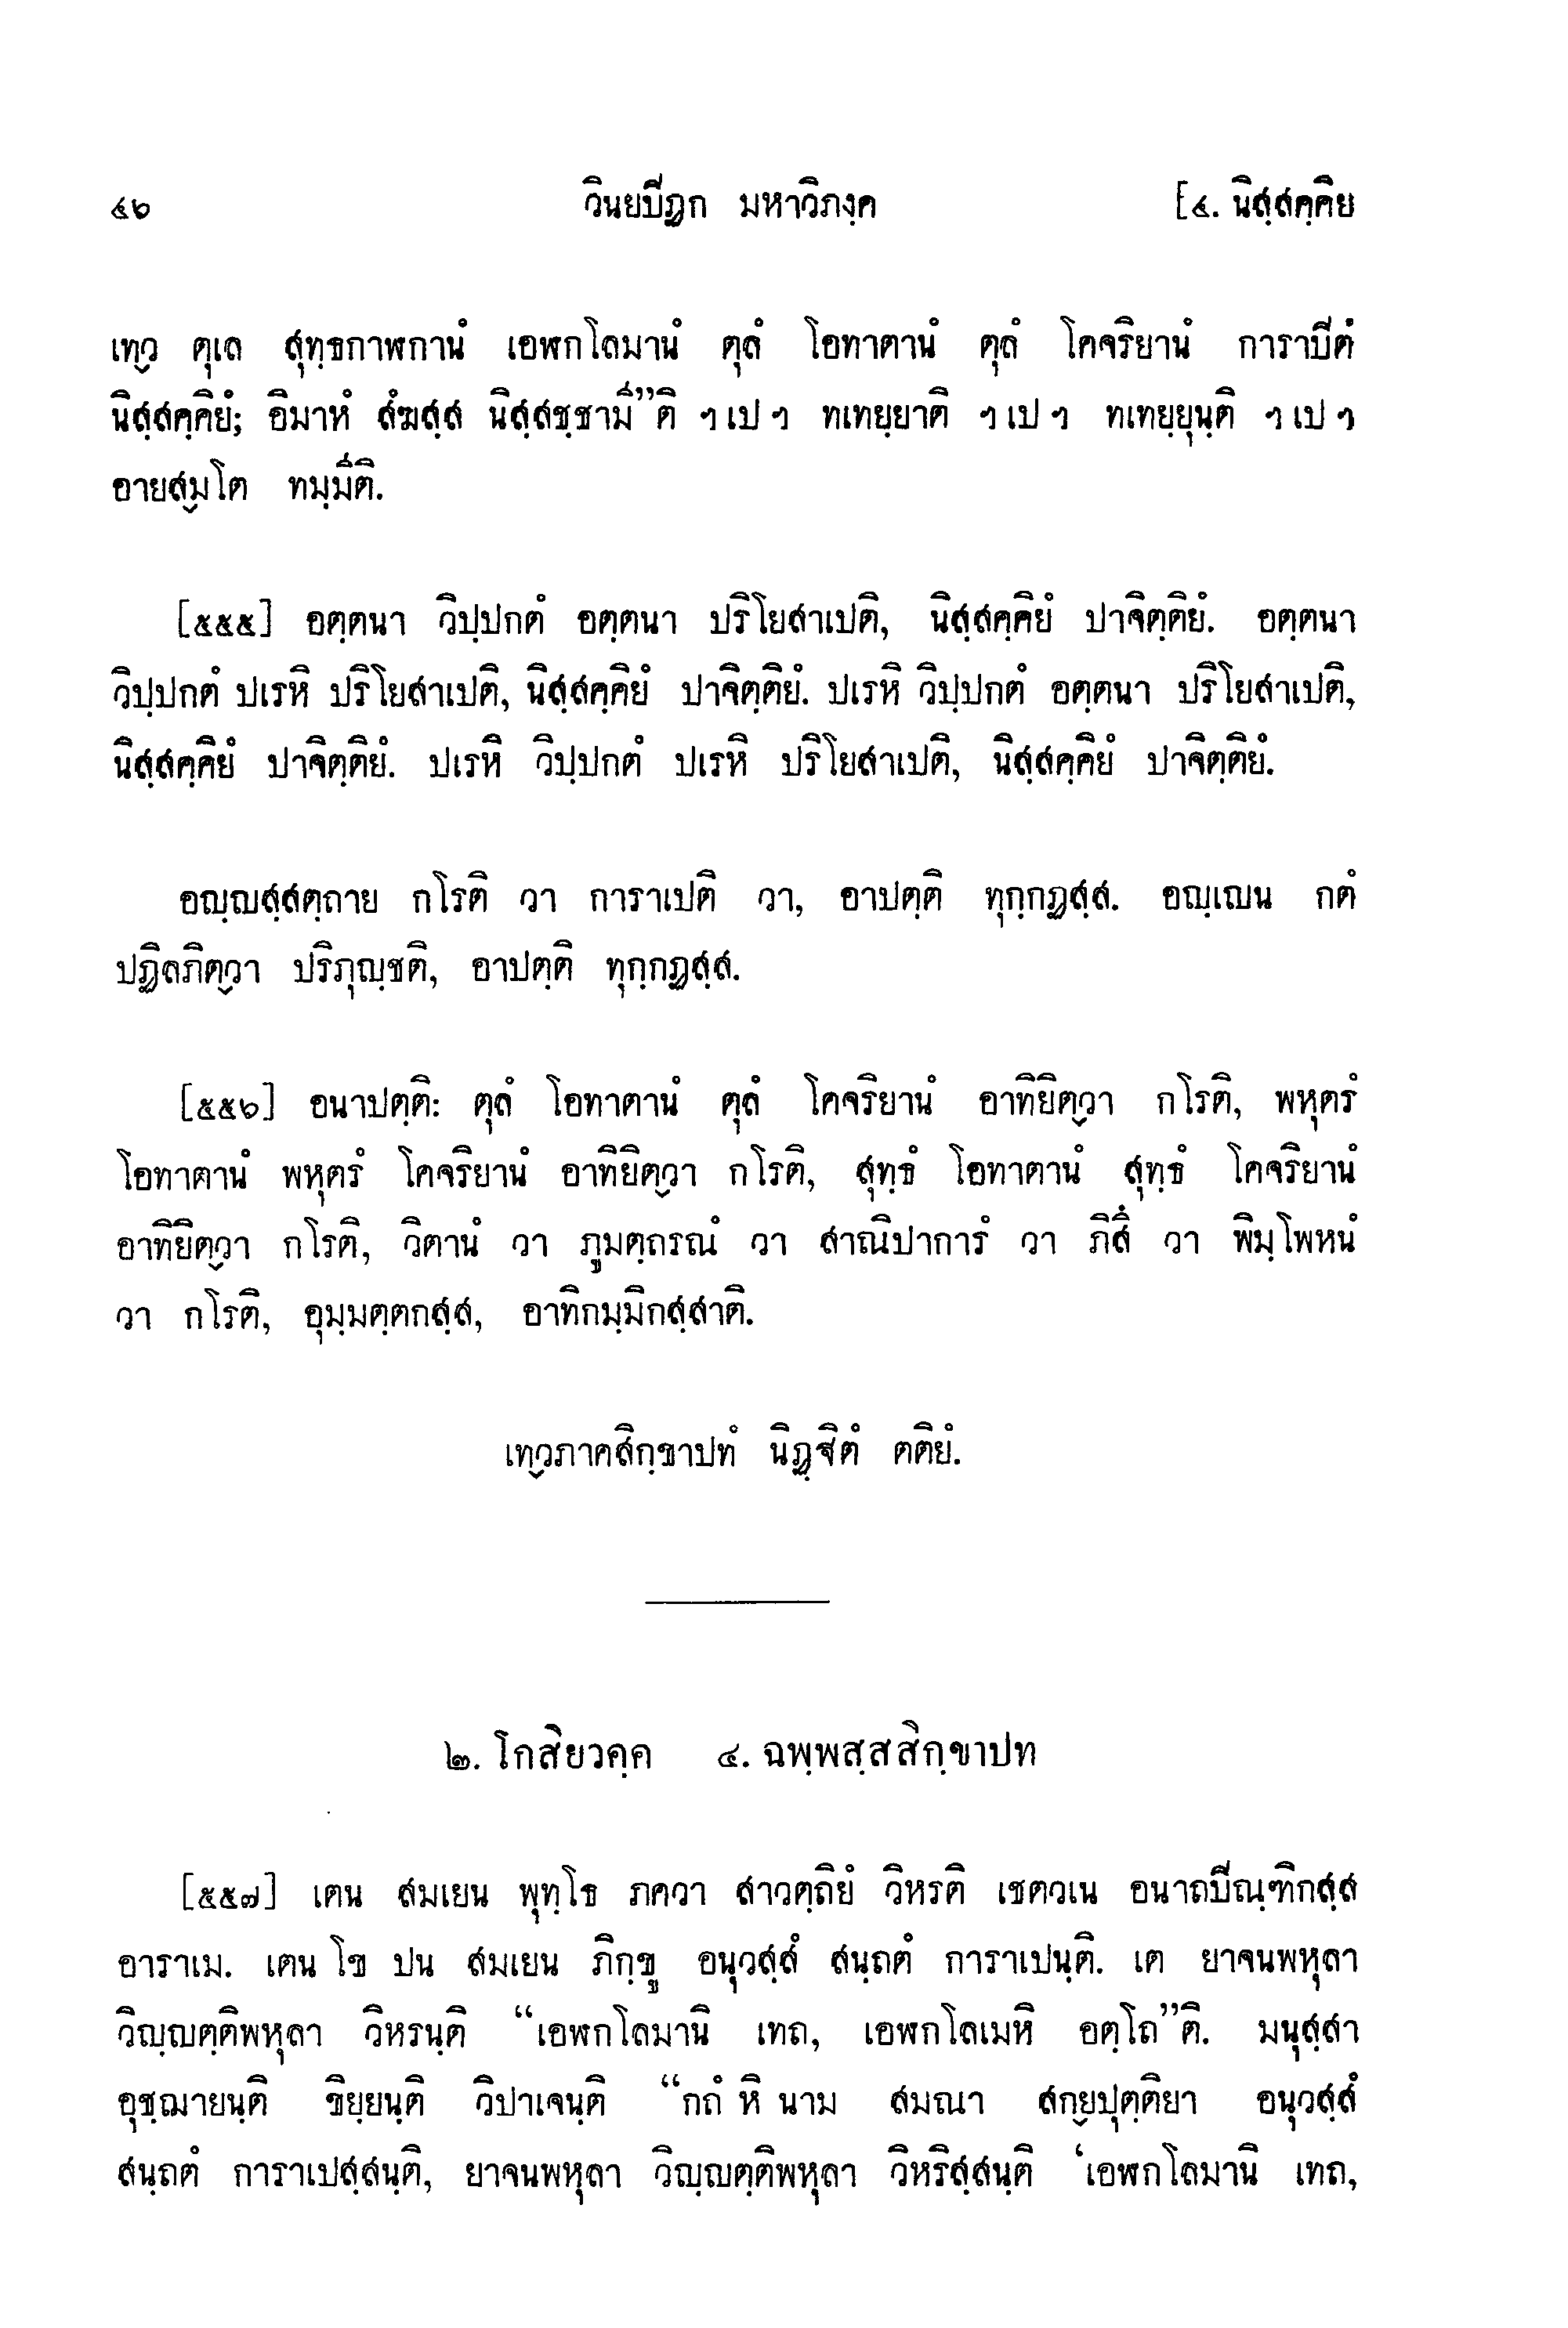 ๔๖ วินยปิฏก มหาวิภงฺค [๔. นิสฺสคฺคิย
เทฺว ตุเล สุทฺธกาฬกานํ เอฬกโลมานํ ตุลํ โอทาตานํ ตุลํ โคจริยานํ การาปิตํ
นิสฺสคฺคิยํ; อิมาหํ สํฆสฺส นิสฺสชฺชามี”ติ ฯ เป ฯ ทเทยฺยาติ ฯ เป ฯ ทเทยฺยุนฺติ ฯ เป ฯ
อายสฺมโต ทมฺมีติ.
[๕๕๕] อตฺตนา วิปฺปกตํ อตฺตนา ปริโยสาเปติ, นิสฺสคฺคิยํ ปาจิตฺติยํ. อตฺตนา
วิปฺปกตํ ปเรหิ ปริโยสาเปติ, นิสฺสคฺคิยํ ปาจิตฺติยํ. ปเรหิ วิปฺปกตํ อตฺตนา ปริโยสาเปติ,
นิสฺสคฺคิยํ ปาจิตฺติยํ. ปเรหิ วิปฺปกตํ ปเรหิ ปริโยสาเปติ, นิสฺสคฺคิยํ ปาจิตฺติยํ.
อญฺญสฺสตฺถาย กโรติ วา การาเปติ วา, อาปตฺติ ทุกฺกฏสฺส. อญฺเญน กตํ
ปฏิลภิตฺวา ปริภุญฺชติ, อาปตฺติ ทุกฺกฏสฺส.
[๕๕๖] อนาปตฺติ: ตุลํ โอทาตานํ ตุลํ โคจริยานํ อาทิยิตฺวา กโรติ, พหุตรํ
โอทาตานํ พหุตรํ โคจริยานํ อาทิยิตฺวา กโรติ, สุทฺธํ โอทาตานํ สุทฺธํ โคจริยานํ
อาทิยิตฺวา กโรติ, วิตานํ วา ภูมตฺถรณํ วา สาณิปาการํ วา ภิสึ วา พิมฺโพหนํ
วา กโรติ, อุมฺมตฺตกสฺส, อาทิกมฺมิกสฺสาติ.
เทฺวภาคสิกฺขาปทํ นิฏฺฐิตํ ตติยํ.
๒. โกสิยวคฺค ๔. ฉพฺพสฺสสิกฺขาปท
[๕๕๗] เตน สมเยน พุทฺโธ ภควา สาวตฺถิยํ วิหรติ เชตวเน อนาถปิณฺฑิกสฺส
อาราเม. เตน โข ปน สมเยน ภิกฺขู อนุวสฺสํ สนฺถตํ การาเปนฺติ. เต ยาจนพหุลา
วิญฺญตฺติพหุลา วิหรนฺติ “เอฬกโลมานิ เทถ, เอฬกโลเมหิ อตฺโถ”ติ. มนุสฺสา
อุชฺฌายนฺติ ขิยฺยนฺติ วิปาเจนฺติ “กถํ หิ นาม สมณา สกฺยปุตฺติยา อนุวสฺสํ
สนฺถตํ การาเปสฺสนฺติ, ยาจนพหุลา วิญฺญตฺติพหุลา วิหริสฺสนฺติ ‘เอฬกโลมานิ เทถ,